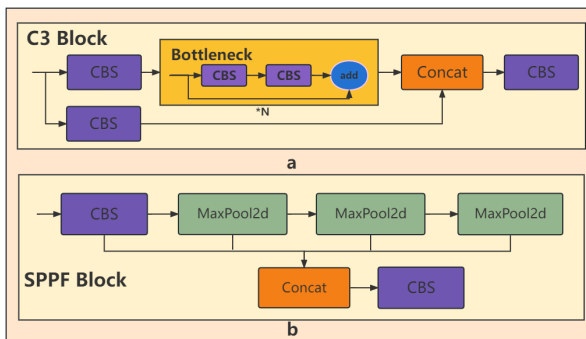 C3 Block
Bottleneck
CBS
CBS
CBS
add
Concat
CBS
*N
CBS
a
CBS
MaxPool2d
MaxPool2d
MaxPool2d
SPPF Block
Concat
CBS
b